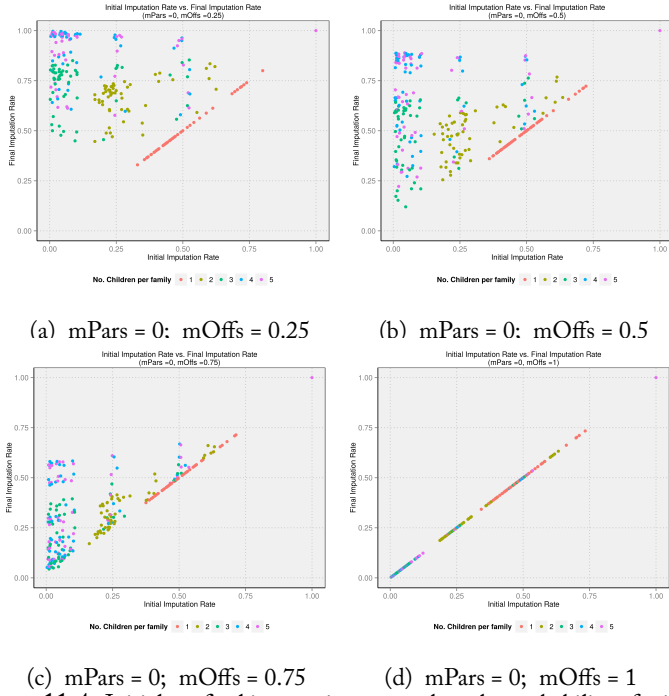 Initial Imputation Rate vs. Final Imputation Rate
(mPars =0, mOffs =0.25)
Final Imputation Rate
1.00
0.75
0.50
0.25
0.00
0.00 0.25 0.50 0.75 1.00
Initial Imputation Rate
No. Children per family 1 2 3 4 5
(a) mPars = 0; mOffs = 0.25
Initial Imputation Rate vs. Final Imputation Rate
(mPars =0, mOffs =0.5)
Final Imputation Rate
1.00
0.75
0.50
0.25
0.00
0.00 0.25 0.50 0.75 1.00
Initial Imputation Rate
No. Children per family 1 2 3 4 5
(b) mPars = 0; mOffs = 0.5
Initial Imputation Rate vs. Final Imputation Rate
(mPars =0, mOffs =0.75)
Final Imputation Rate
1.00
0.75
0.50
0.25
0.00
0.00 0.25 0.50 0.75 1.00
Initial Imputation Rate
No. Children per family 1 2 3 4 5
(c) mPars = 0; mOffs = 0.75
Initial Imputation Rate vs. Final Imputation Rate
(mPars =0, mOffs =1)
Final Imputation Rate
1.00
0.75
0.50
0.25
0.00
0.00 0.25 0.50 0.75 1.00
Initial Imputation Rate
No. Children per family 1 2 3 4 5
(d) mPars = 0; mOffs = 1